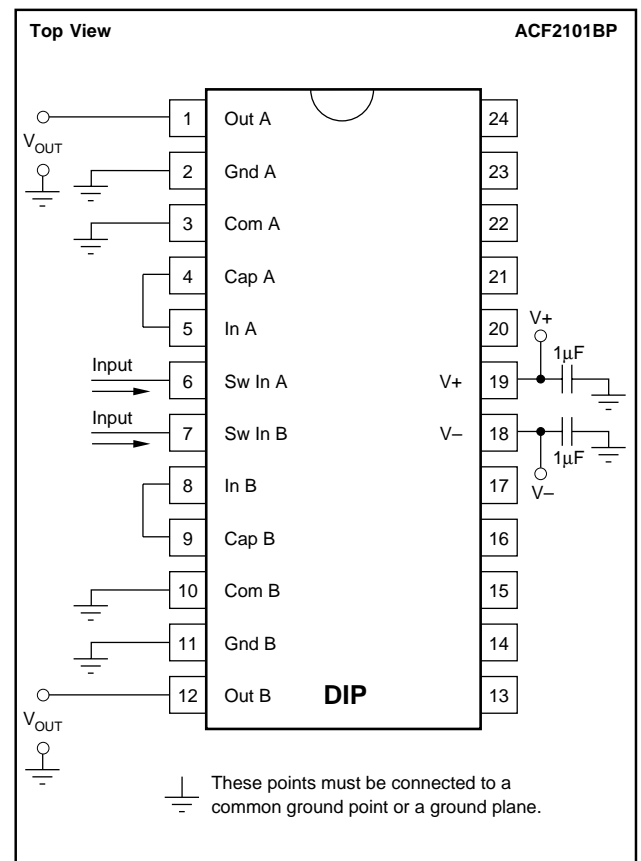 Top View ACF2101BP
V_OUT
1 Out A 24
2 Gnd A 23
3 Com A 22
4 Cap A 21
5 In A 20
V+
1µF
Input
6 Sw In A V+ 19
Input
7 Sw In B V– 18
1µF
V–
8 In B 17
9 Cap B 16
10 Com B 15
11 Gnd B 14
12 Out B DIP 13
V_OUT
These points must be connected to a
common ground point or a ground plane.